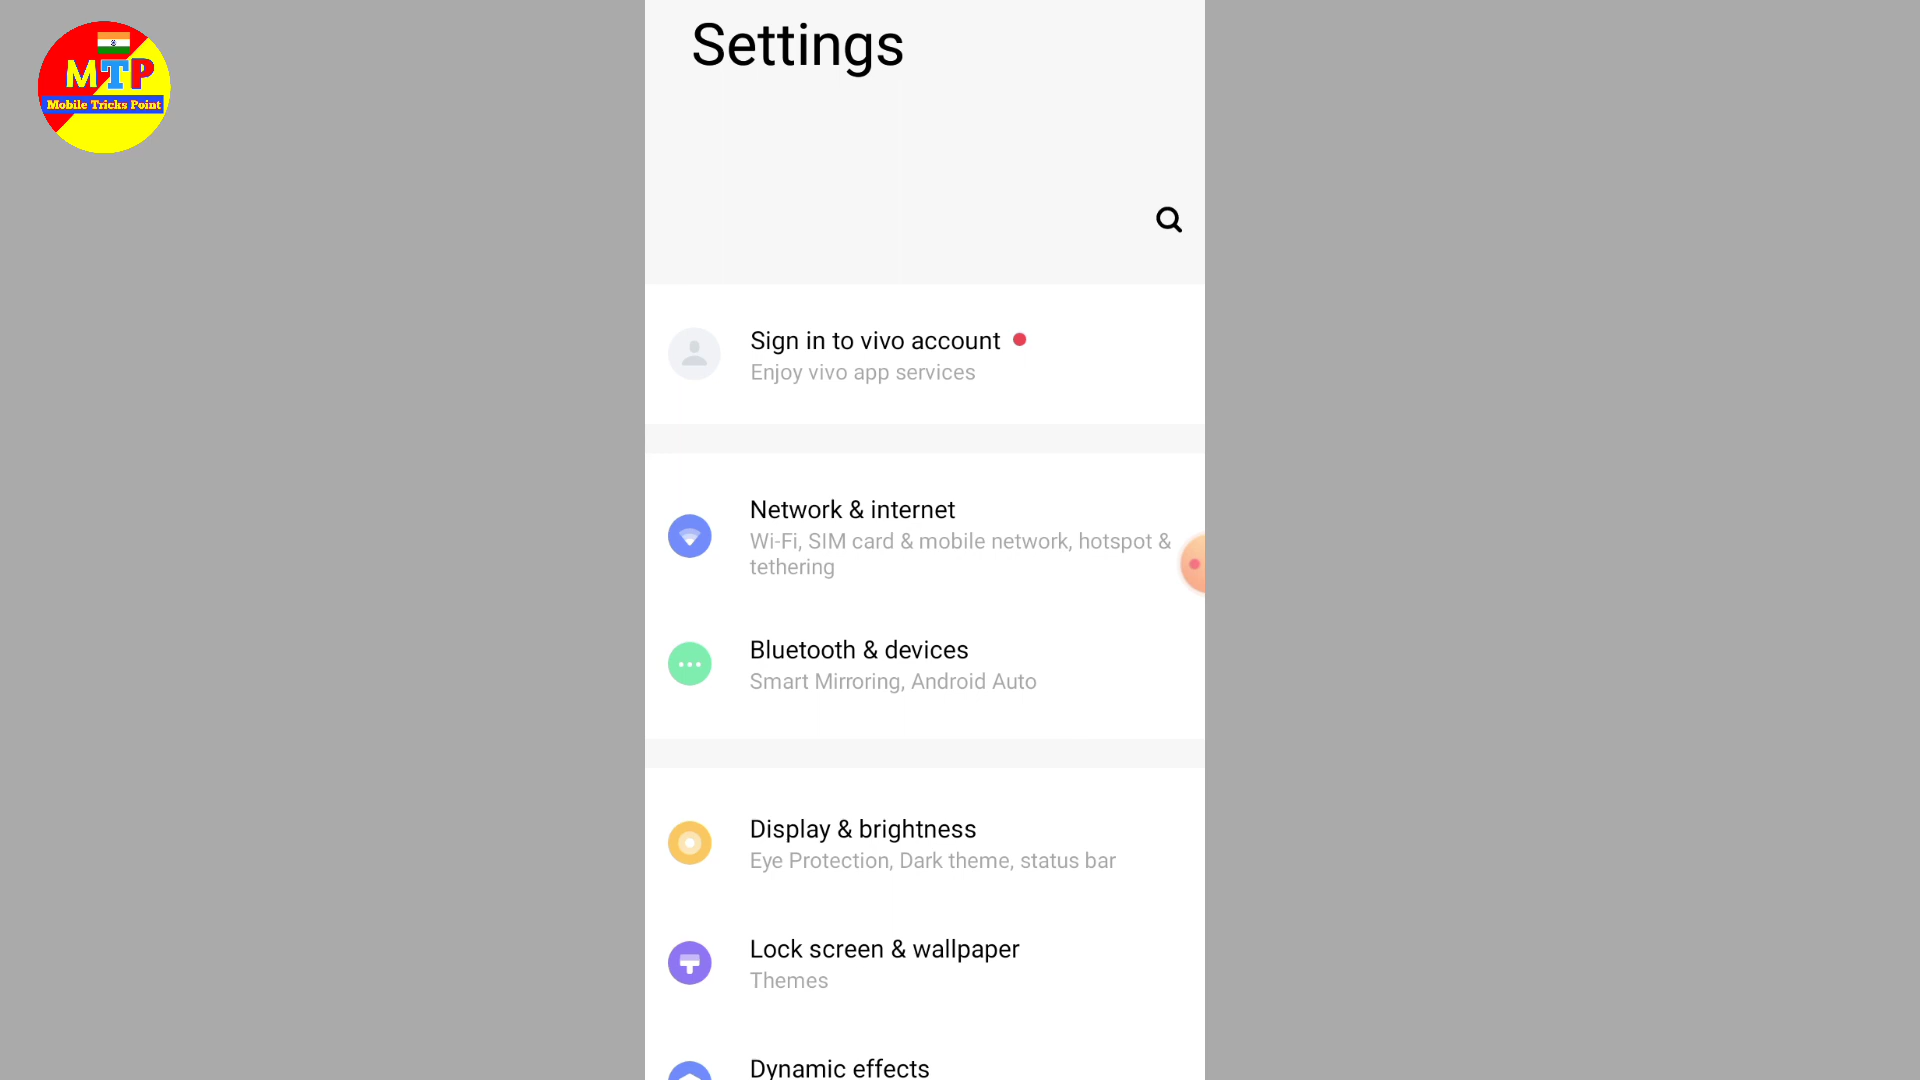 MTP
Mobile Tricks Point
Settings
Sign in to vivo account
Enjoy vivo app services
Network & internet
Wi-Fi, SIM card & mobile network, hotspot &
tethering
Bluetooth & devices
Smart Mirroring, Android Auto
Display & brightness
Eye Protection, Dark theme, status bar
Lock screen & wallpaper
Themes
Dynamic effects